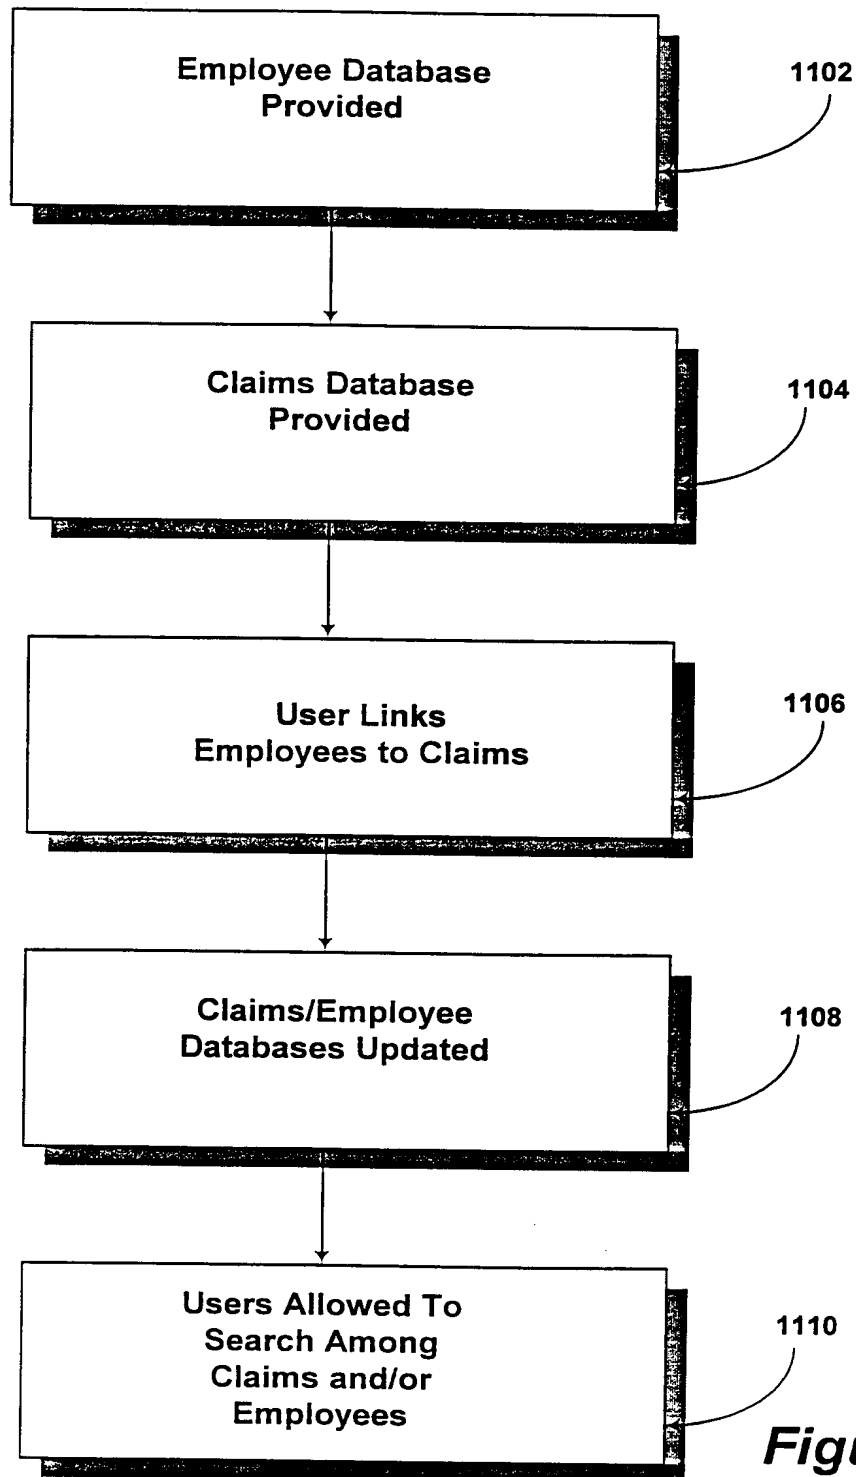 Employee Database
Provided
1102
Claims Database
Provided
1104
User Links
Employees to Claims
1106
Claims/Employee
Databases Updated
1108
Users Allowed To
Search Among
Claims and/or
Employees
1110